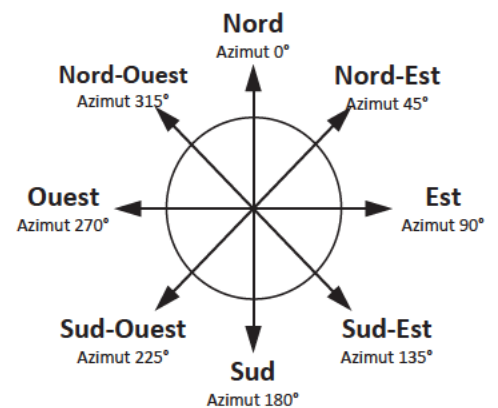 Nord
Azimut 0°
Nord-Ouest
Azimut 315°
Nord-Est
Azimut 45°
Ouest
Azimut 270°
Est
Azimut 90°
Sud-Ouest
Azimut 225°
Sud-Est
Azimut 135°
Sud
Azimut 180°